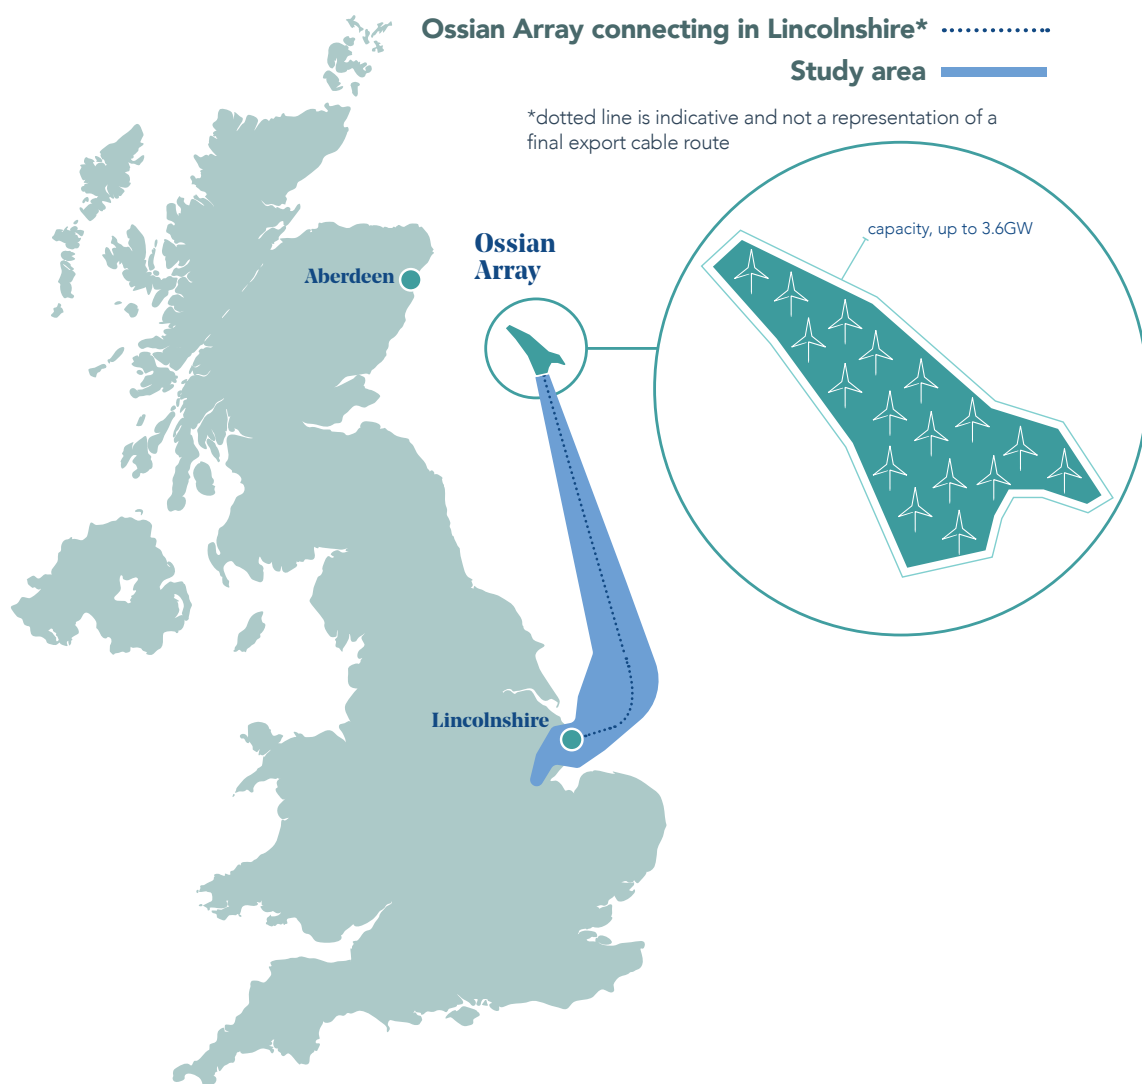 Ossian Array connecting in Lincolnshire*
Study area
*dotted line is indicative and not a representation of a
final export cable route
capacity, up to 3.6GW
Ossian
Array
Aberdeen
Lincolnshire